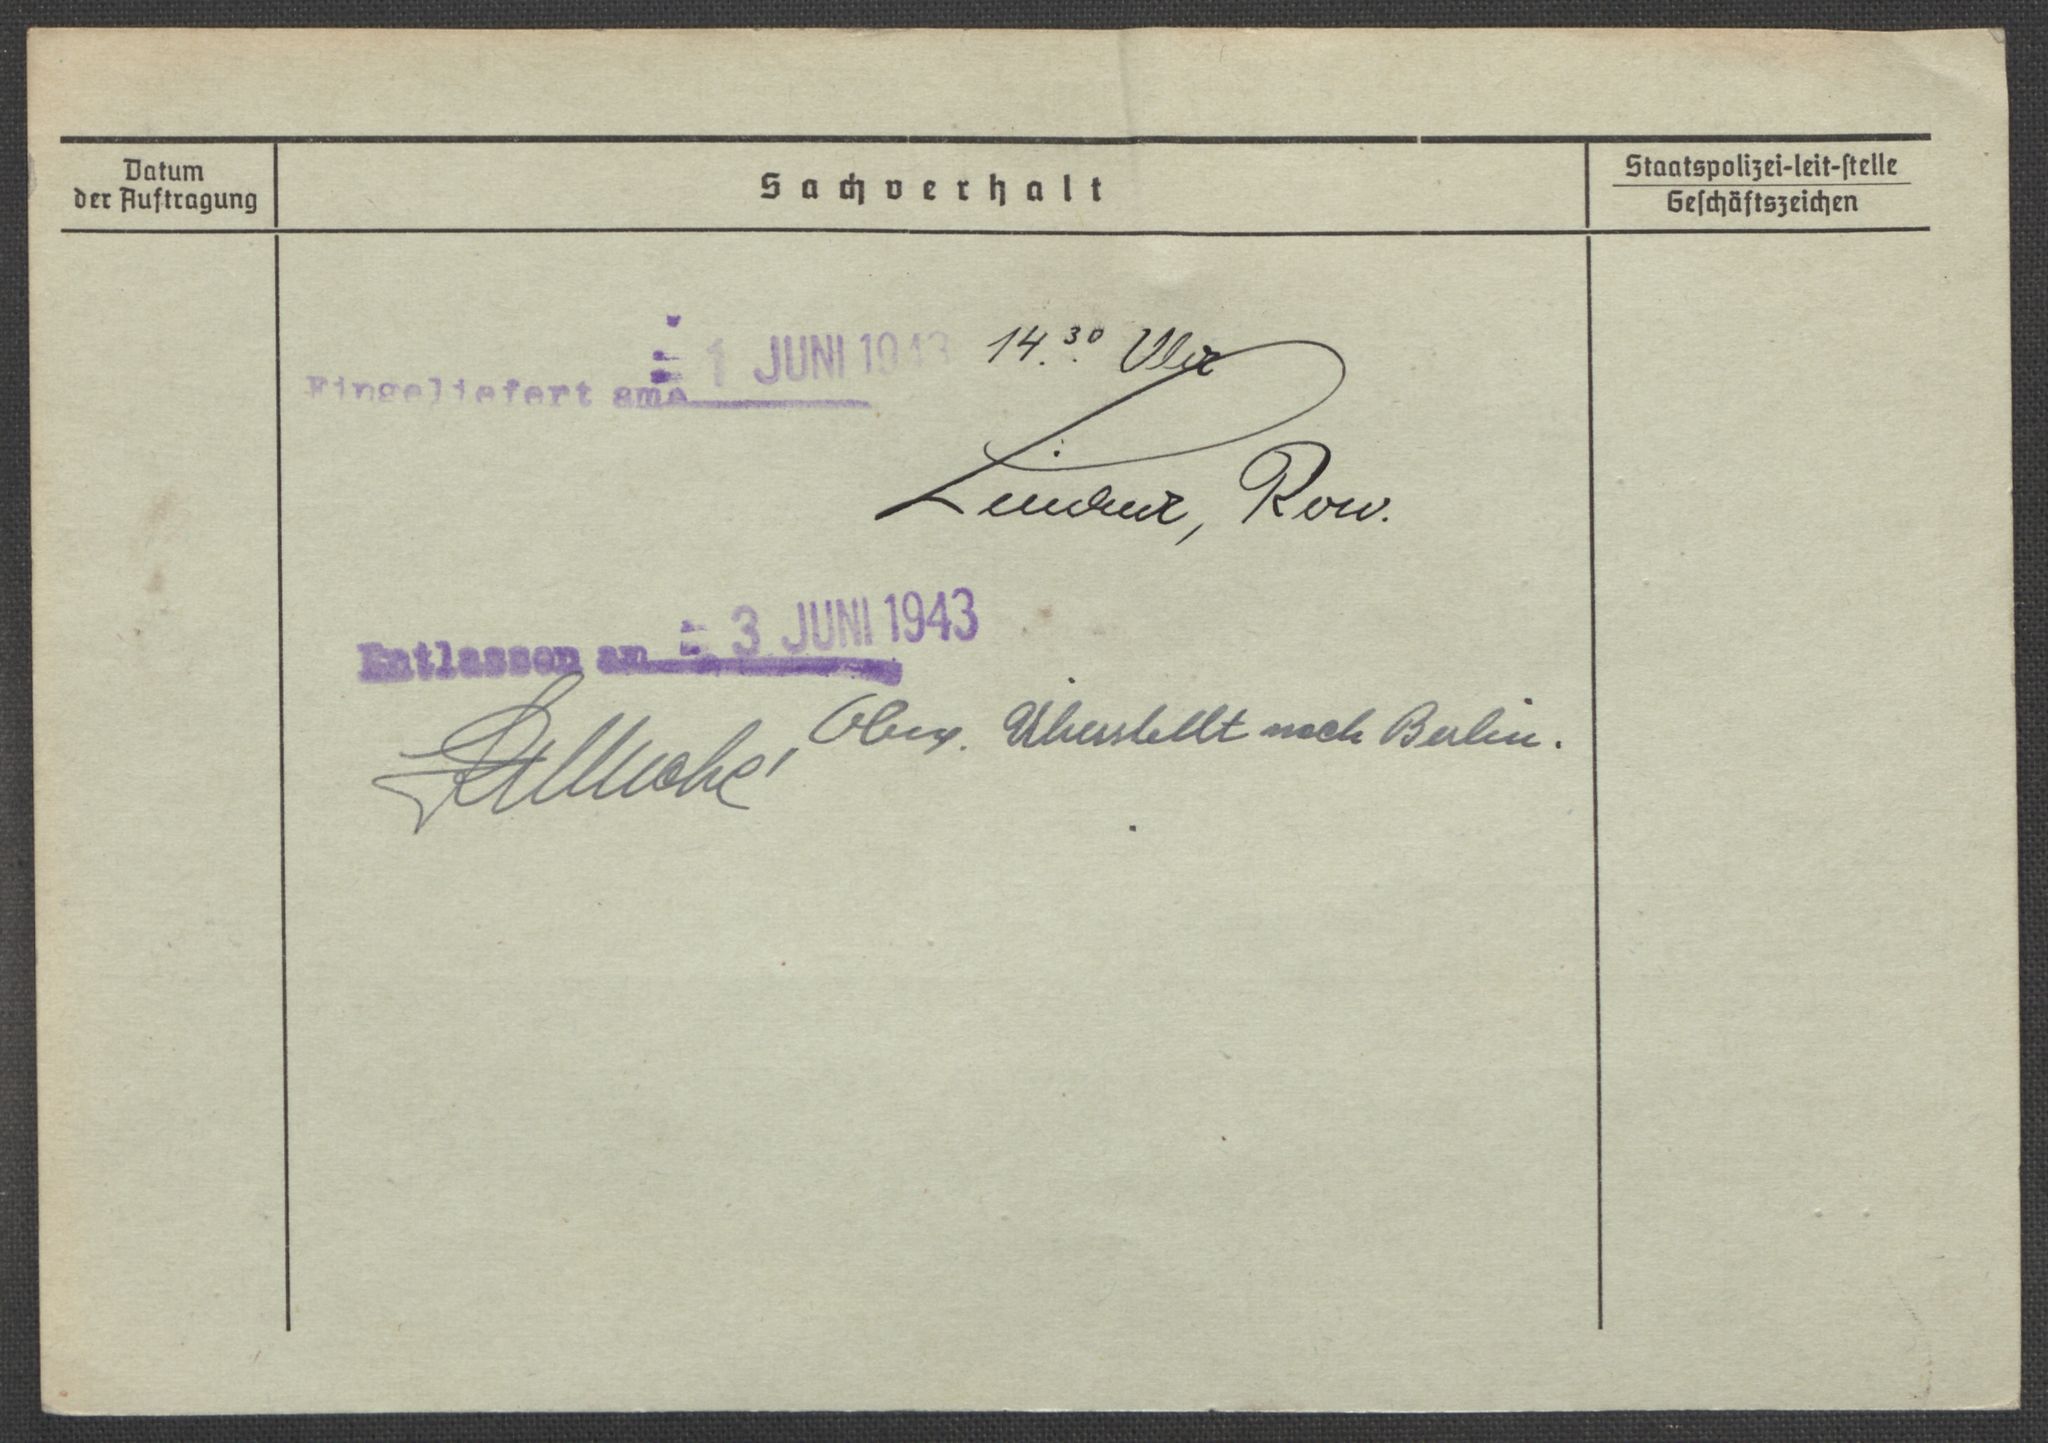 Datum
der Auftragung
Sachverhalt
Staatspolizei-leit-stelle
Geschäftszeichen
Eingeliefert am - 1 JUNI 1943 14.30 Uhr
Row.
Entlassen am - 3 JUNI 1943
Überstellt nach Berlin.